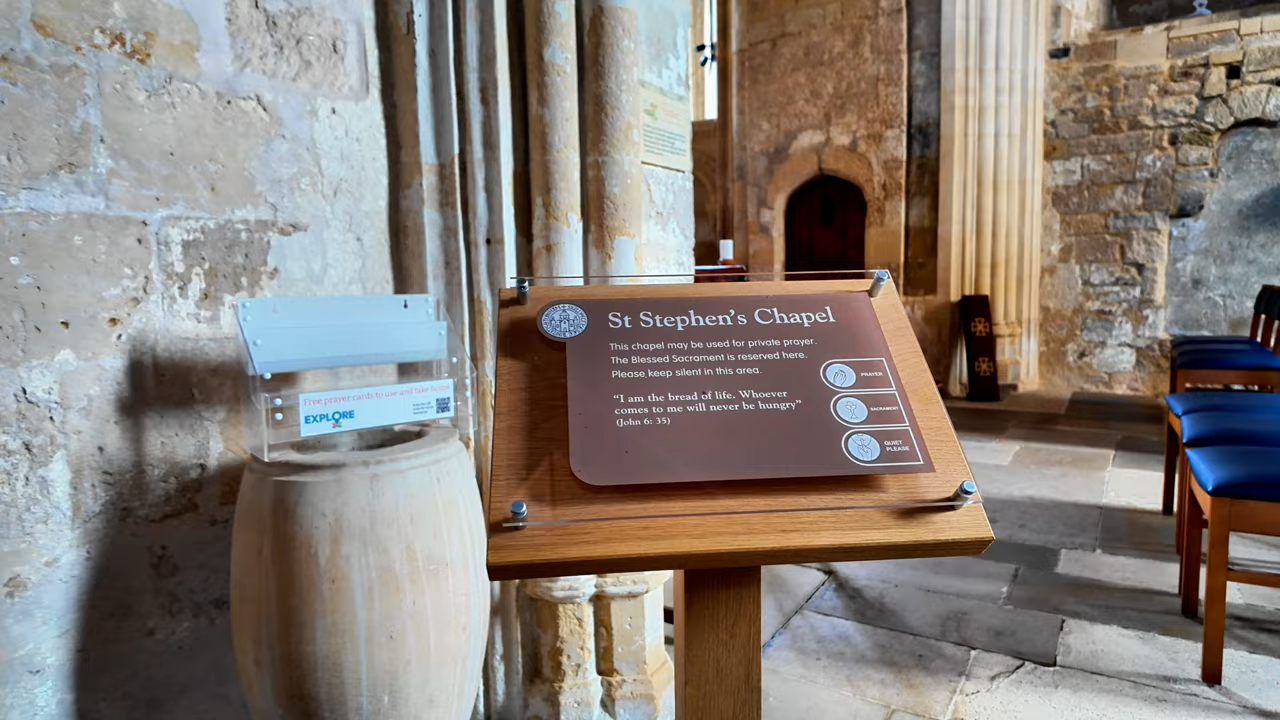 St Stephen's Chapel
This chapel may be used for private prayer.
The Blessed Sacrament is reserved here.
Please keep silent in this area.
“I am the bread of life. Whoever
comes to me will never be hungry”
(John 6: 35)
PRAYER
SACRAMENT
QUIET
PLEASE
Free prayer cards to use and take home
EXPLORE